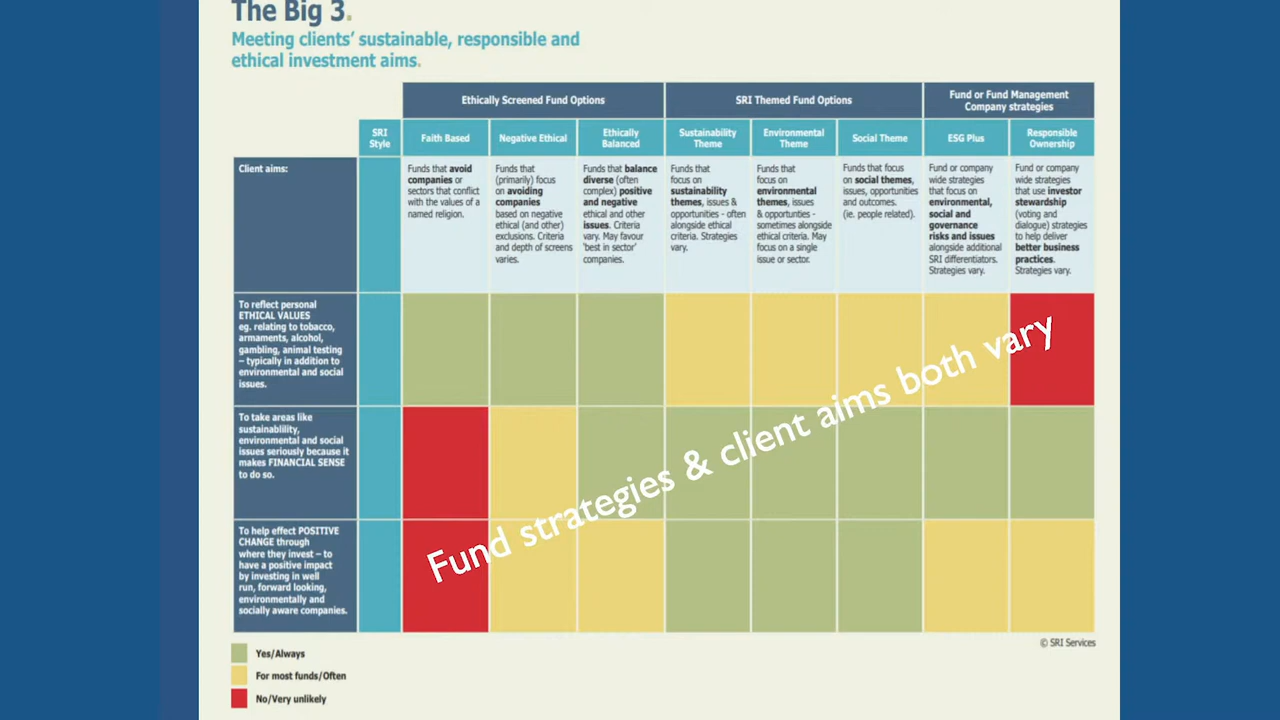 The Big 3.
Meeting clients’ sustainable, responsible and
ethical investment aims.
Ethically Screened Fund Options
SRI Themed Fund Options
Fund or Fund Management
Company strategies
SRI
Style
Faith Based
Negative Ethical
Ethically
Balanced
Sustainability
Theme
Environmental
Theme
Social Theme
ESG Plus
Responsible
Ownership
Client aims:
Funds that avoid
companies or
sectors that conflict
with the values of a
named religion.
Funds that
(primarily) focus
on avoiding
companies
based on negative
ethical (and other)
exclusions. Criteria
and depth of screens
varies.
Funds that balance
diverse (often
complex) positive
and negative
ethical and other
issues. Criteria
vary. May favour
'best in sector'
companies.
Funds that
focus on
sustainability
themes, issues &
opportunities - often
alongside ethical
criteria. Strategies
vary.
Funds that
focus on
environmental
themes, issues
& opportunties -
sometimes alongside
ethical criteria. May
focus on a single
issue or sector.
Funds that focus
on social themes,
issues, opportunities
and outcomes.
(ie. people related).
Fund or company
wide strategies
that focus on
environmental,
social and
governance
risks and issues
alongside additional
SRI differentiators.
Strategies vary.
Fund or company
wide strategies
that use investor
stewardship
(voting and
dialogue) strategies
to help deliver
better business
practices.
Strategies vary.
To reflect personal
ETHICAL VALUES
eg. relating to tobacco,
armaments, alcohol,
gambling, animal testing
– typically in addition to
environmental and social
issues.
To take areas like
sustainablility,
environmental and social
issues seriously because it
makes FINANCIAL SENSE
to do so.
To help effect POSITIVE
CHANGE through
where they invest – to
have a positive impact
by investing in well
run, forward looking,
environmentally and
socially aware companies.
Fund strategies & client aims both vary
© SRI Services
Yes/Always
For most funds/Often
No/Very unlikely